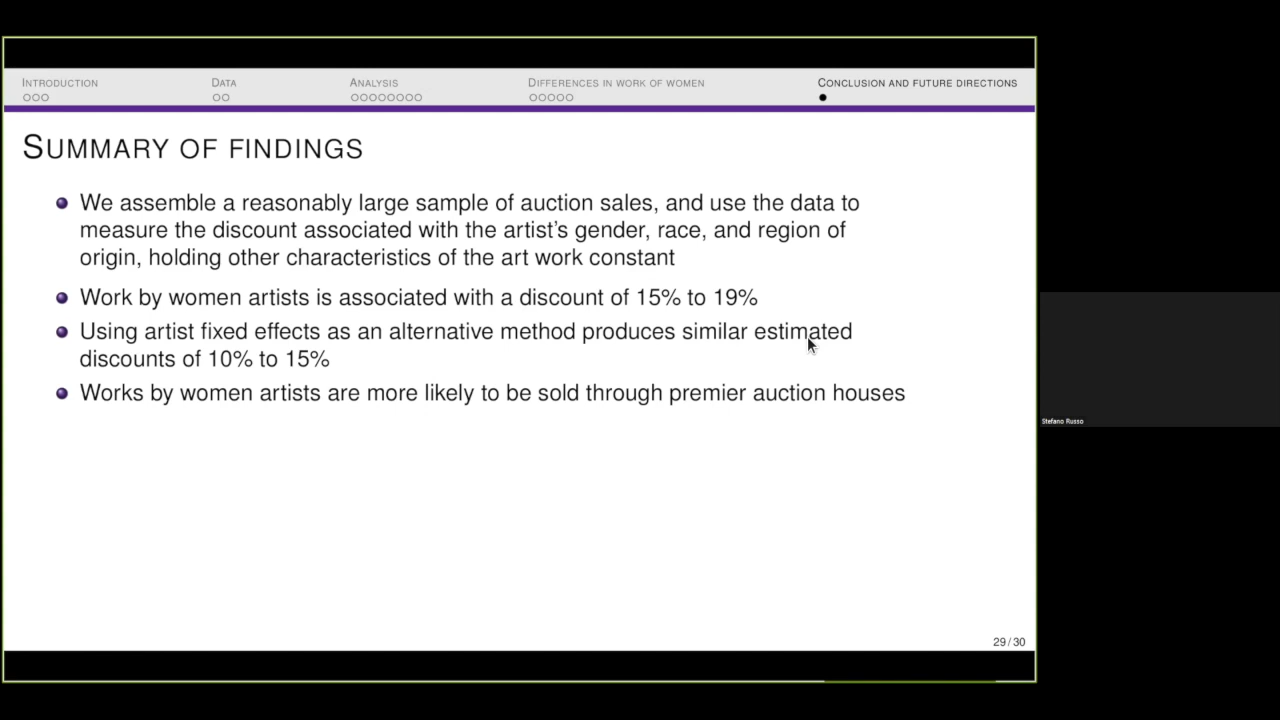 INTRODUCTION
DATA
ANALYSIS
DIFFERENCES IN WORK OF WOMEN
CONCLUSION AND FUTURE DIRECTIONS
SUMMARY OF FINDINGS
We assemble a reasonably large sample of auction sales, and use the data to
measure the discount associated with the artist's gender, race, and region of
origin, holding other characteristics of the art work constant
Work by women artists is associated with a discount of 15% to 19%
Using artist fixed effects as an alternative method produces similar estimated
discounts of 10% to 15%
Works by women artists are more likely to be sold through premier auction houses
29/30
Stefano Russo